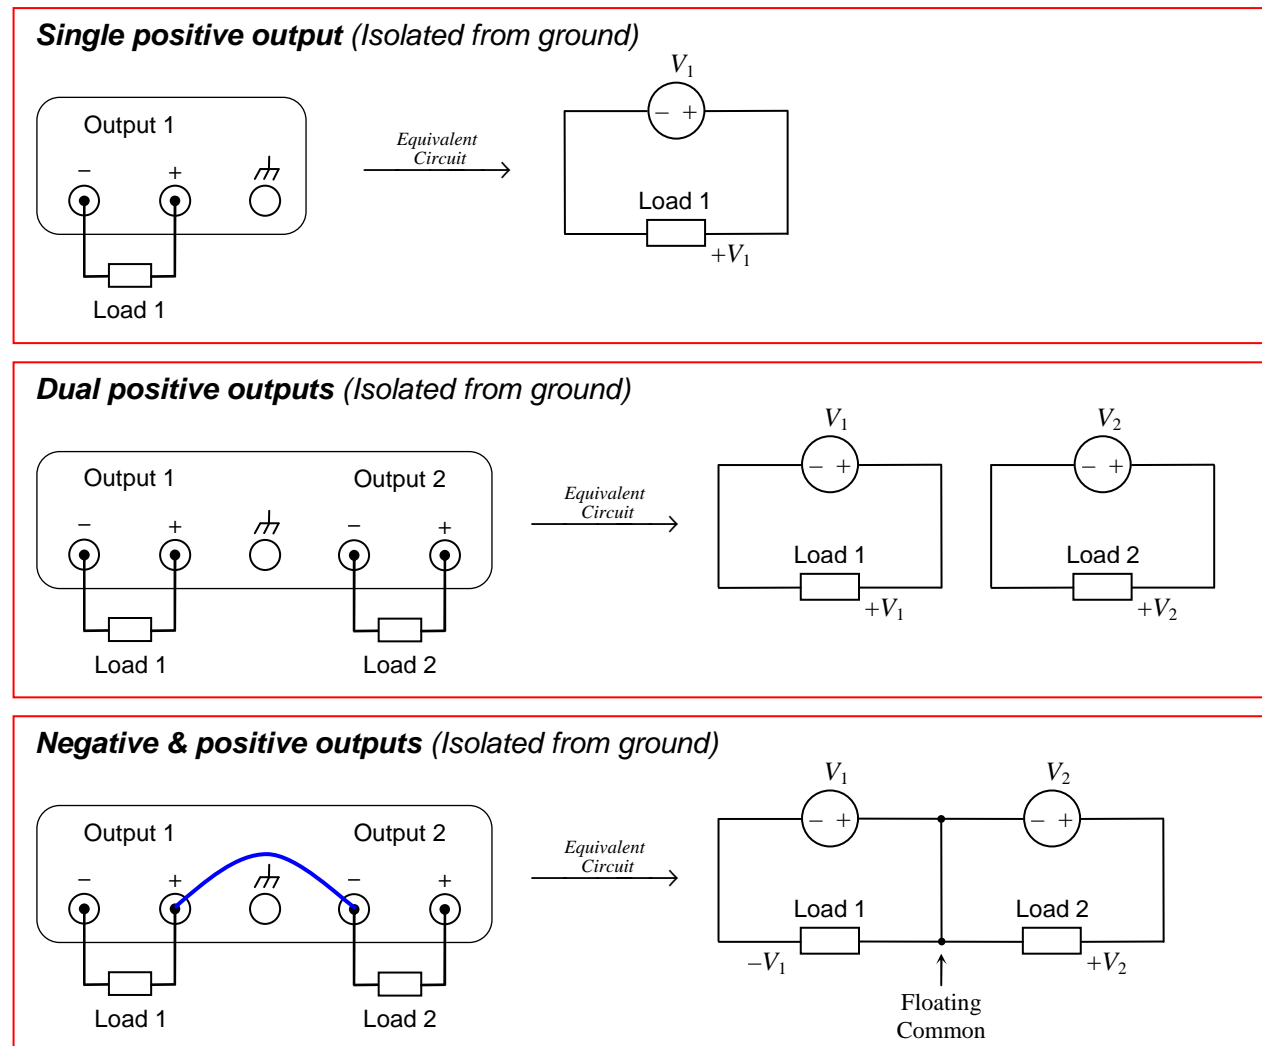 Single positive output (Isolated from ground)
Output 1
– +
Load 1
Equivalent
Circuit
V1
– +
Load 1
+V1
Dual positive outputs (Isolated from ground)
Output 1 Output 2
– + – +
Load 1 Load 2
Equivalent
Circuit
V1 V2
– + – +
Load 1 Load 2
+V1 +V2
Negative & positive outputs (Isolated from ground)
Output 1 Output 2
– + – +
Load 1 Load 2
Equivalent
Circuit
V1 V2
– + – +
Load 1 Load 2
–V1 +V2
Floating
Common